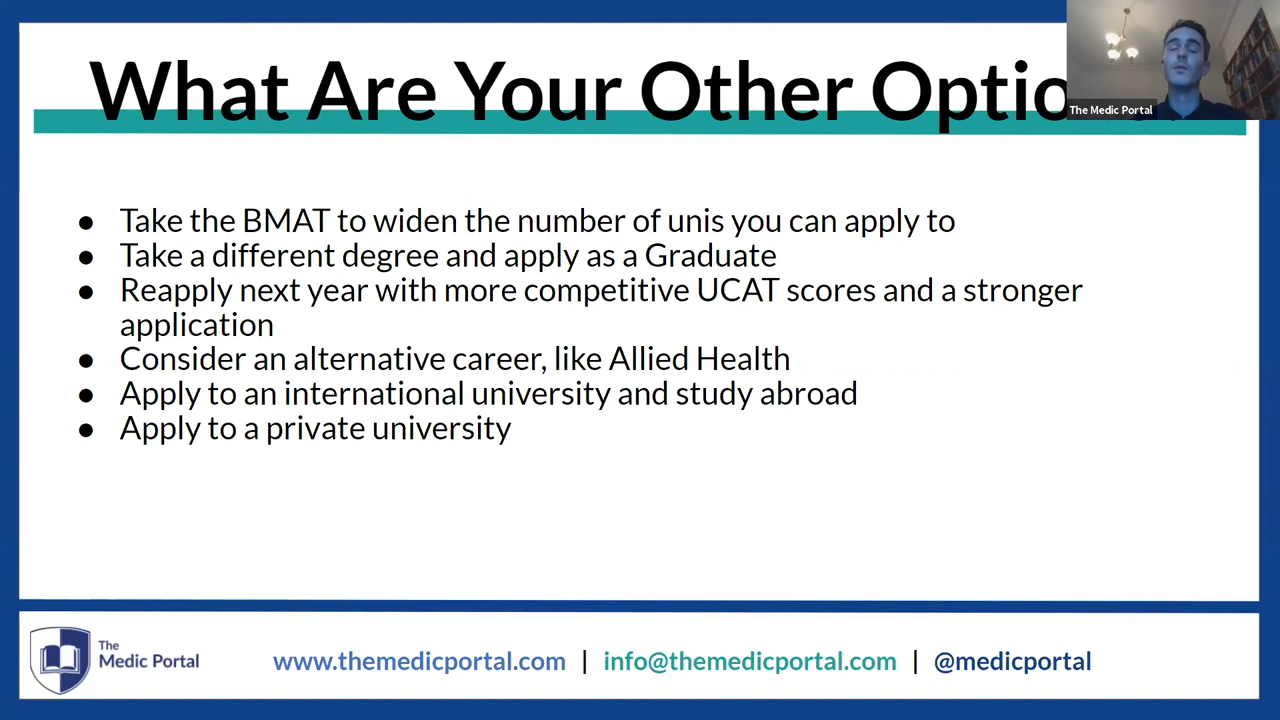 What Are Your Other Optio
The Medic Portal
● Take the BMAT to widen the number of unis you can apply to
● Take a different degree and apply as a Graduate
● Reapply next year with more competitive UCAT scores and a stronger
application
● Consider an alternative career, like Allied Health
● Apply to an international university and study abroad
● Apply to a private university
The
Medic Portal
www.themedicportal.com | info@themedicportal.com | @medicportal